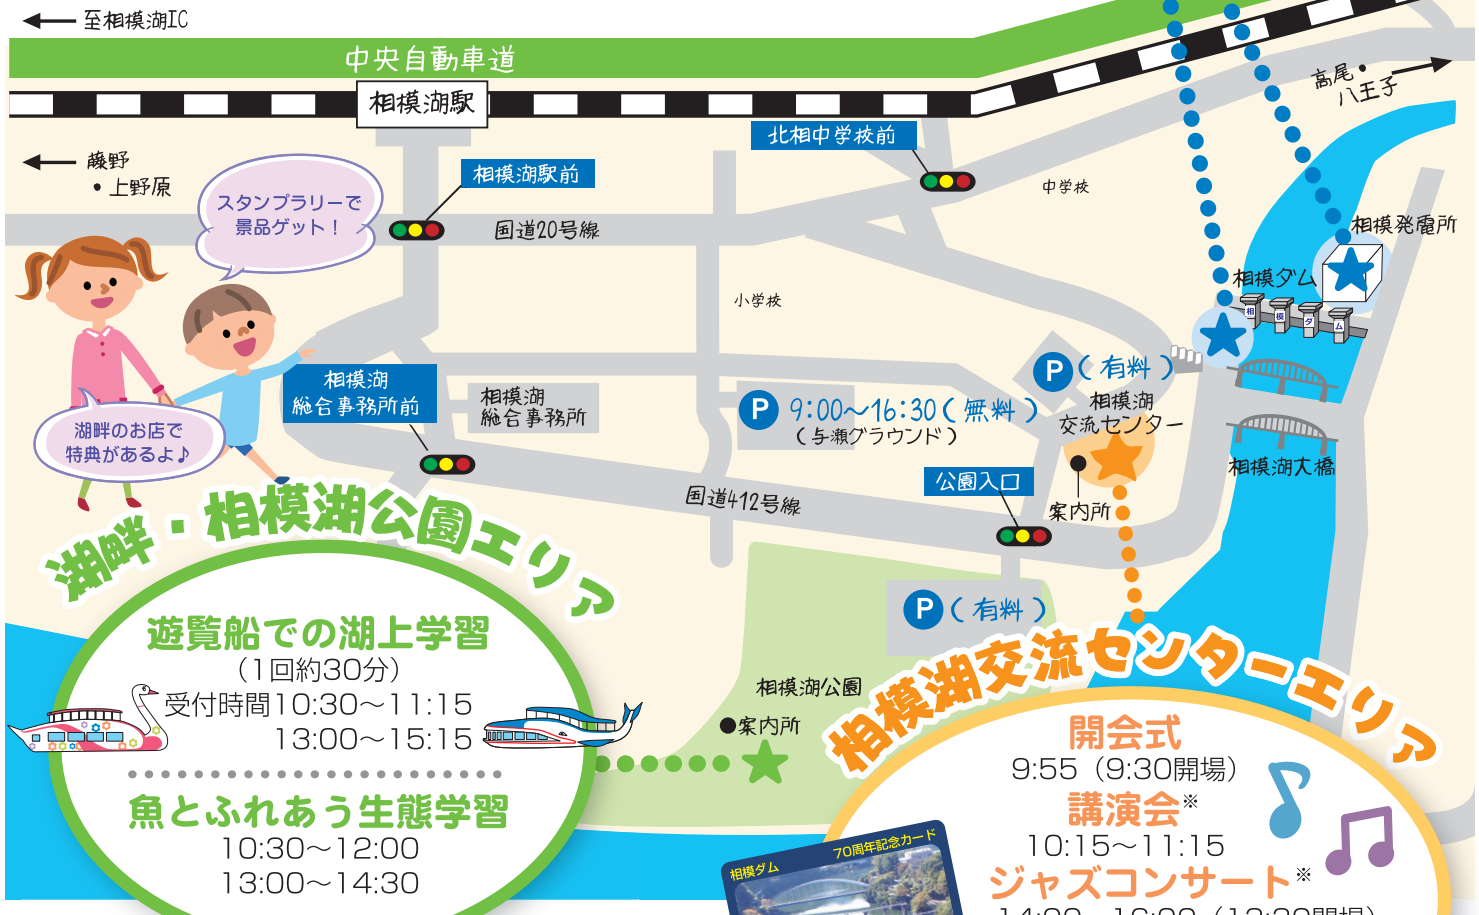 至相模湖IC
中央自動車道
相模湖駅
高尾・
八王子
藤野
・上野原
スタンプラリーで
景品ゲット！
相模湖駅前
北相中学校前
中学校
国道20号線
相模発電所
相模ダム
相
模
ダ
ム
小学校
相模湖
総合事務所前
相模湖
総合事務所
P 9:00〜16:30（無料）
（与瀬グラウンド）
P（有料）
相模湖
交流センター
相模湖大橋
湖畔のお店で
特典があるよ♪
公園入口
案内所
国道412号線
P（有料）
湖畔・相模湖公園エリア
遊覧船での湖上学習
（1回約30分）
受付時間10:30〜11:15
13:00〜15:15
魚とふれあう生態学習
10:30〜12:00
13:00〜14:30
相模湖公園
●案内所
相模湖交流センターエリア
開会式
9:55（9:30開場）
講演会※
10:15〜11:15
ジャズコンサート※
相模ダム
70周年記念カード